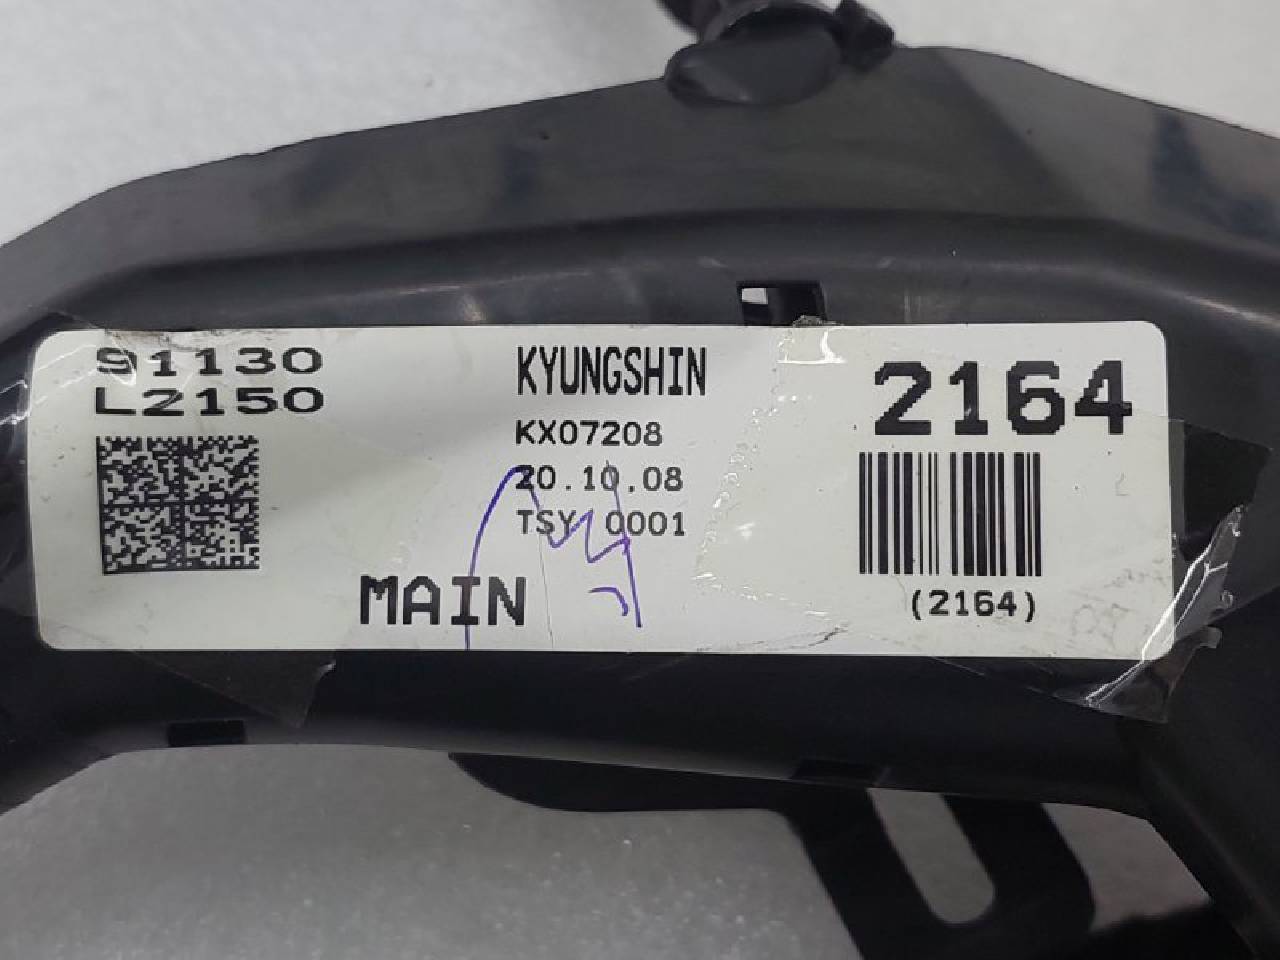 91130
L2150
KYUNGSHIN
KX07208
20.10.08
TSY 0001
MAIN
2164
(2164)